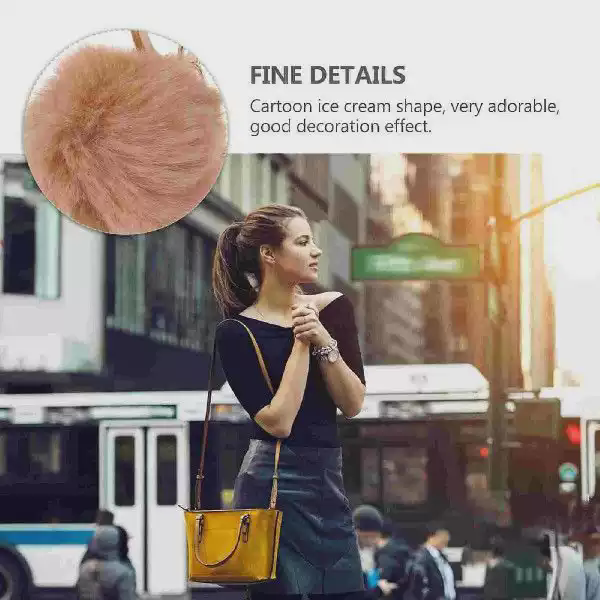 FINE DETAILS
Cartoon ice cream shape, very adorable,
good decoration effect.